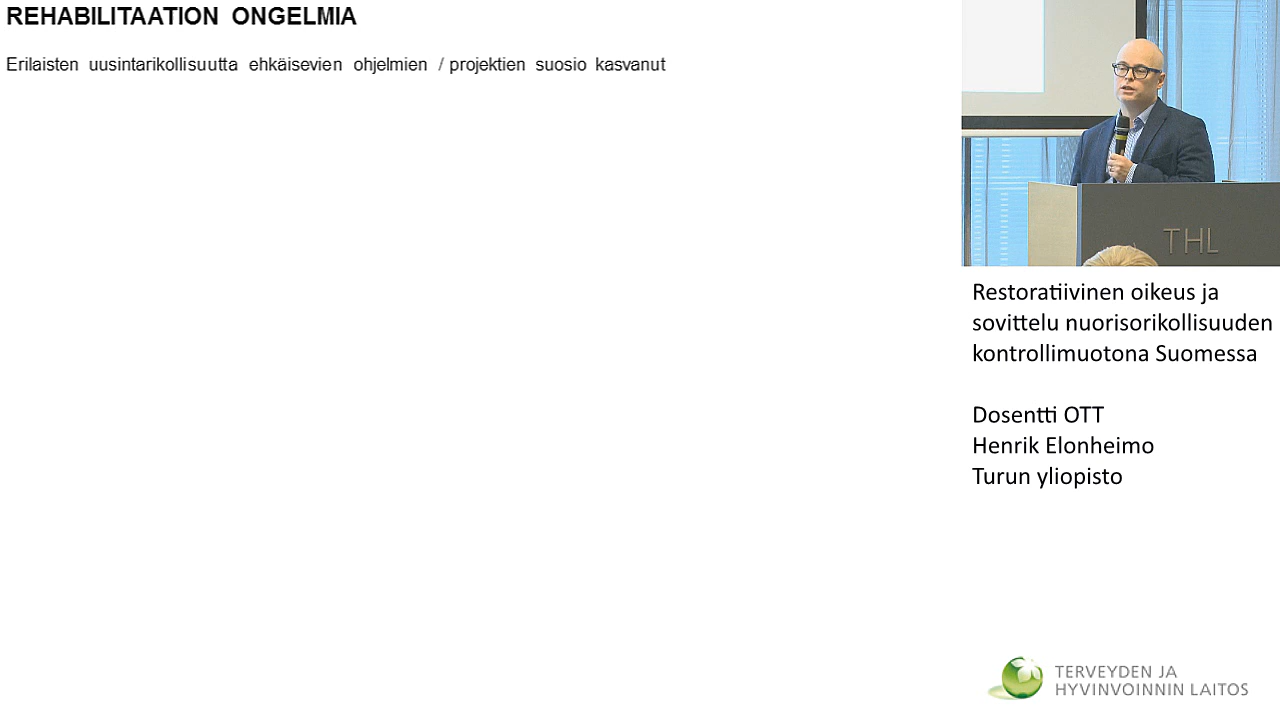 REHABILITAATION ONGELMIA
Erilaisten uusintarikollisuutta ehkäisevien ohjelmien / projektien suosio kasvanut
THL
Restoratiivinen oikeus ja
sovittelu nuorisorikollisuuden
kontrollimuotona Suomessa
Dosentti OTT
Henrik Elonheimo
Turun yliopisto
TERVEYDEN JA
HYVINVOINNIN LAITOS